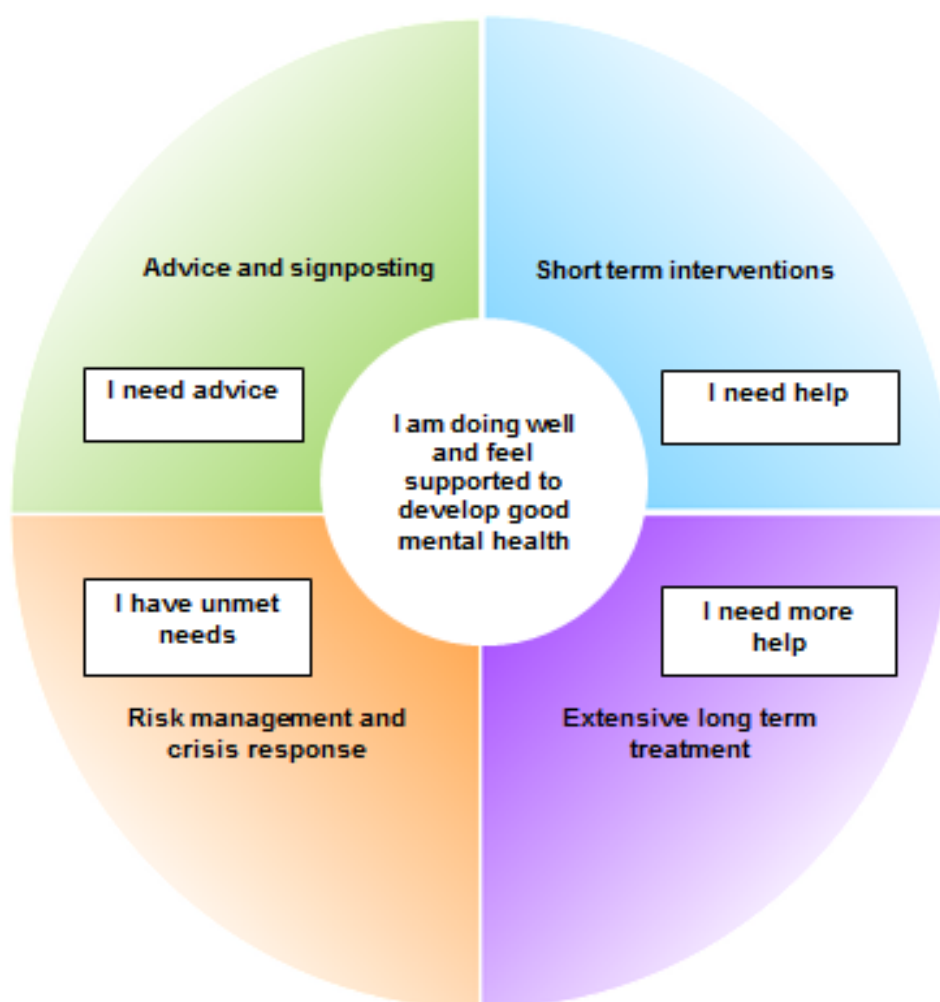 Advice and signposting
I need advice
Short term interventions
I need help
I am doing well
and feel
supported to
develop good
mental health
I have unmet
needs
Risk management and
crisis response
I need more
help
Extensive long term
treatment